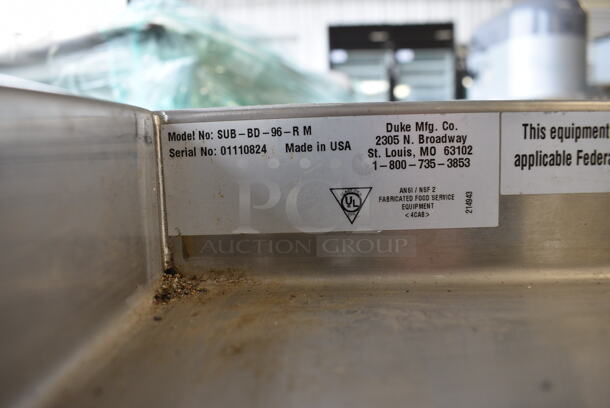 Model No: SUB-BD-96-R M
Serial No: 01110824 Made in USA
Duke Mfg. Co.
2305 N. Broadway
St. Louis, MO 63102
1-800-735-3853
UL
ANSI / NSF 2
FABRICATED FOOD SERVICE
EQUIPMENT
<4CA8>
214943
This equipment
applicable Federa
PCI
AUCTION GROUP